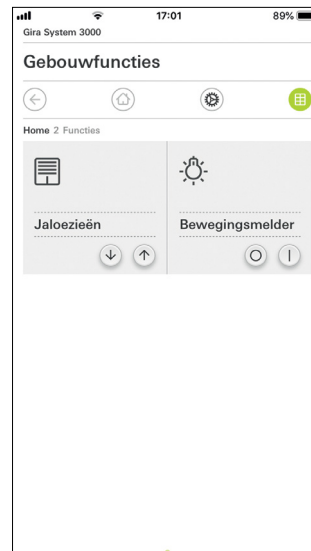 17:01
89%
Gira System 3000
Gebouwfuncties
Home 2 Functies
Jaloezieën
Bewegingsmelder